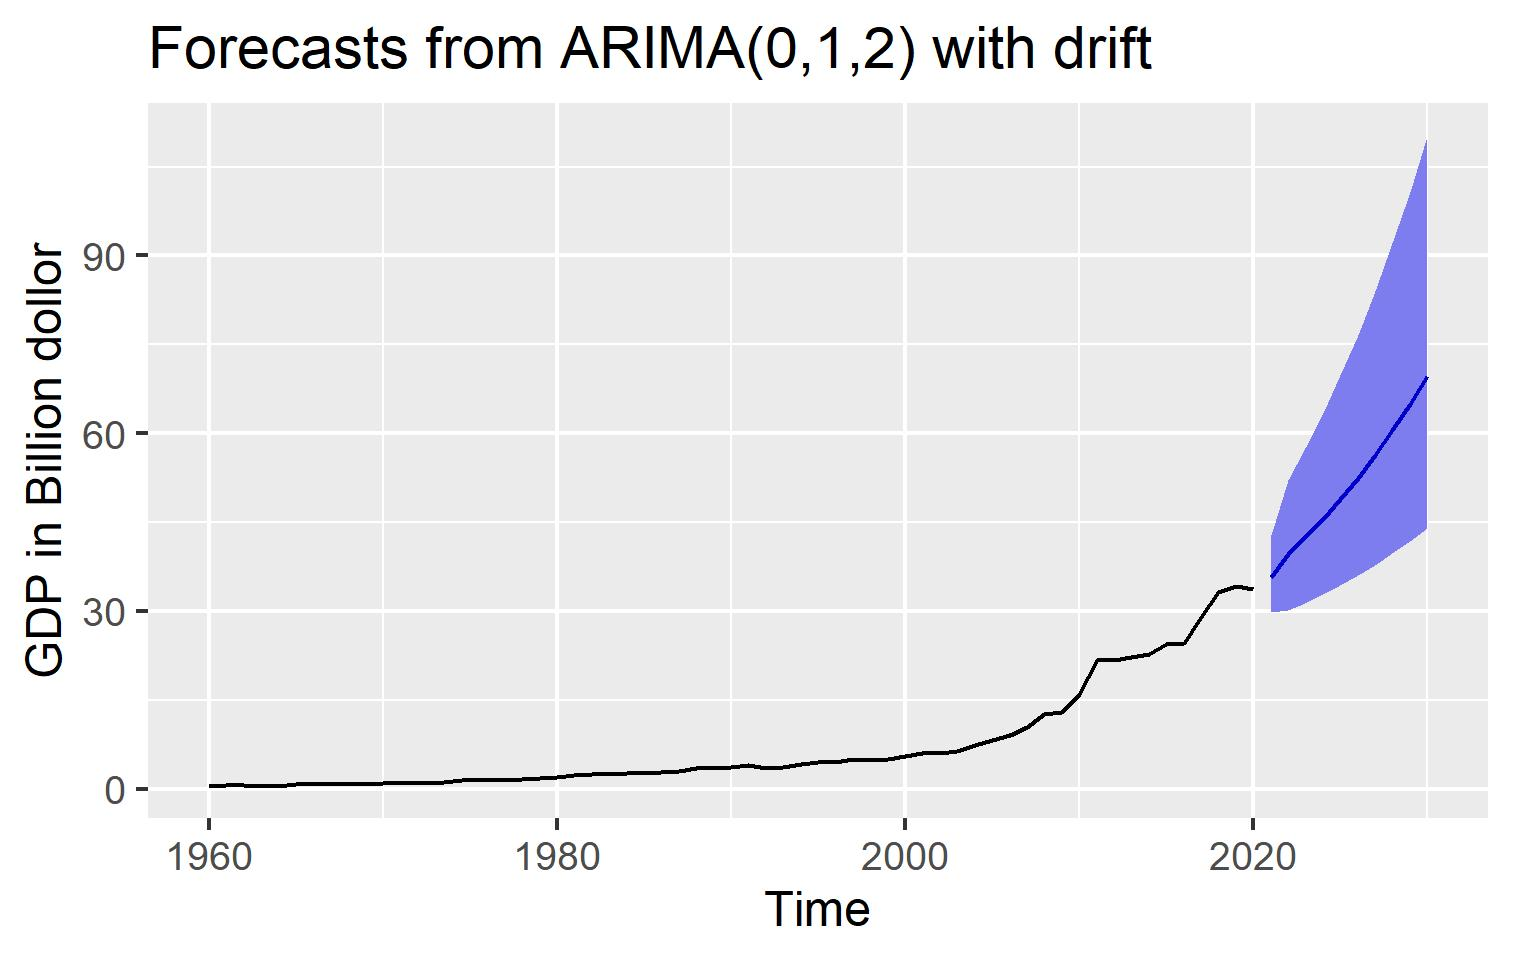 Forecasts from ARIMA(0,1,2) with drift
GDP in Billion dollor
90
60
30
0
1960 1980 2000 2020
Time